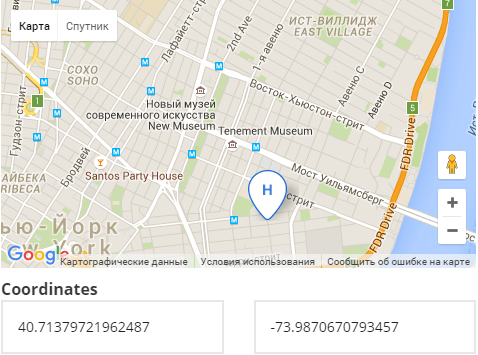 Карта Спутник
ИСТ-ВИЛЛИДЖ
EAST VILLAGE
Лафайетт-стрит
2nd Ave
1-я авеню
СОХО
SOHO
Авеню C
Авеню D
Восток-Хьюстон-стрит
5
1
Гудзон-стрит
Новый музей
современного искусства
New Museum
Tenement Museum
FDR Drive
Бродвей
Santos Party House
Мост Уильямсберг
H
стрит
АЙБЕКА
RIBECA
ью-Йорк
ew York
FDR Drive
Google
Картографические данные Условия использования Сообщить об ошибке на карте
+
−
Coordinates
40.71379721962487 -73.9870670793457